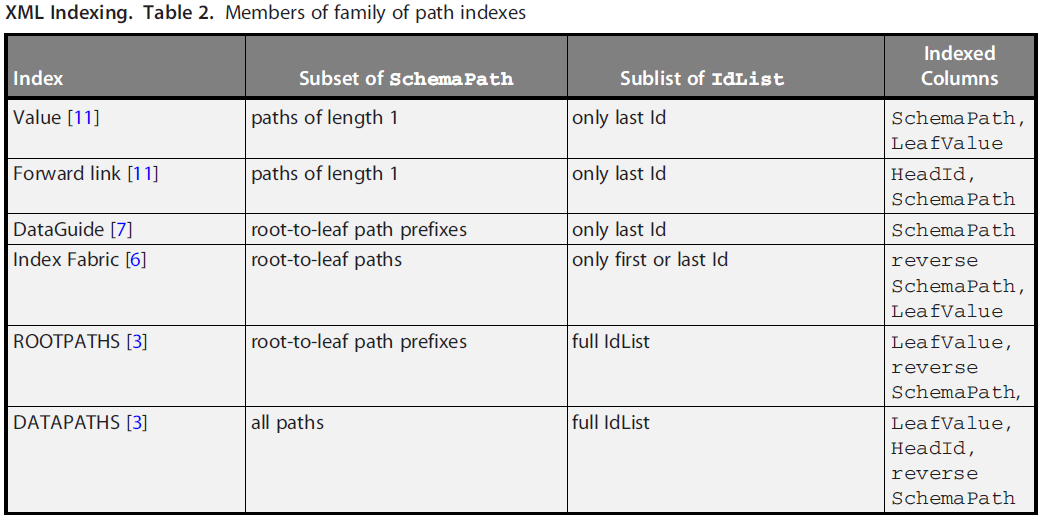 XML Indexing. Table 2. Members of family of path indexes
Index Subset of SchemaPath Sublist of IdList Indexed Columns
Value [11] paths of length 1 only last Id SchemaPath,
LeafValue
Forward link [11] paths of length 1 only last Id HeadId,
SchemaPath
DataGuide [7] root-to-leaf path prefixes only last Id SchemaPath
Index Fabric [6] root-to-leaf paths only first or last Id reverse
SchemaPath,
LeafValue
ROOTPATHS [3] root-to-leaf path prefixes full IdList LeafValue,
reverse
SchemaPath,
DATAPATHS [3] all paths full IdList LeafValue,
HeadId,
reverse
SchemaPath